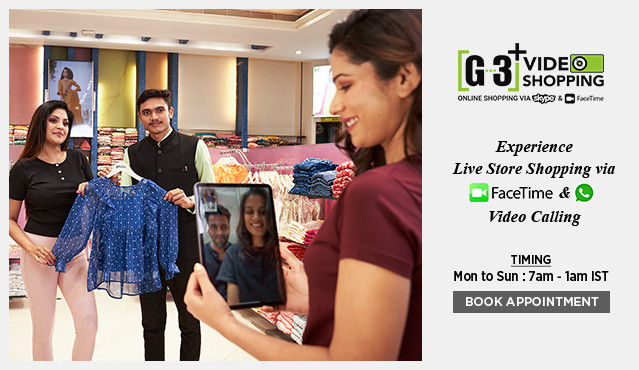 [G3]+ VIDEO
SHOPPING
ONLINE SHOPPING VIA skype & FaceTime
Experience
Live Store Shopping via
FaceTime &
Video Calling
TIMING
Mon to Sun : 7am - 1am IST
BOOK APPOINTMENT